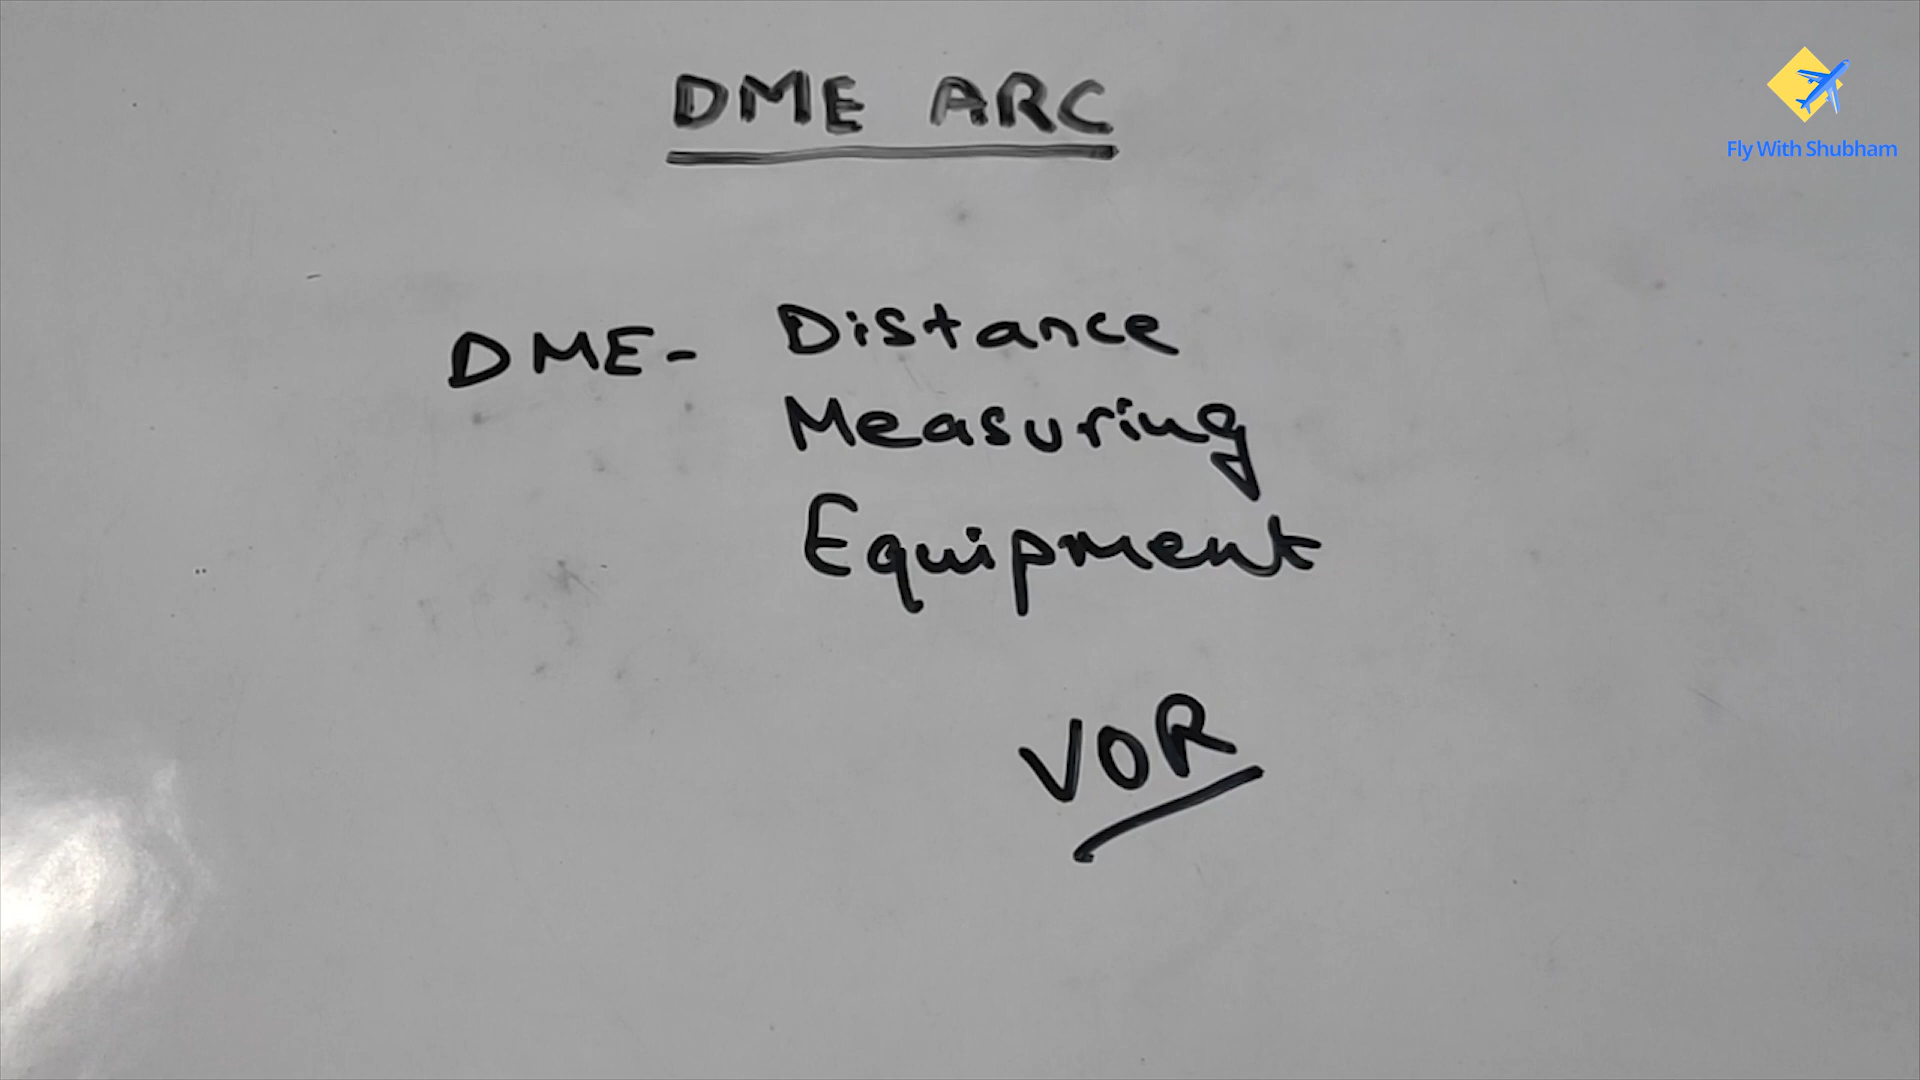 DME ARC
Fly With Shubham
DME- Distance
Measuring
Equipment
VOR